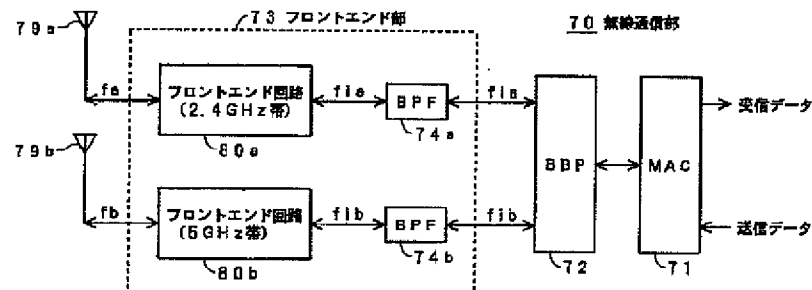 79a
73 フロントエンド部
70 無線通信部
fa
フロントエンド回路
(2.4GHz帯)
80a
fIa
BPF
74a
fIa
79b
fb
フロントエンド回路
(5GHz帯)
80b
fIb
BPF
74b
fIb
BBP
72
MAC
71
受信データ
送信データ